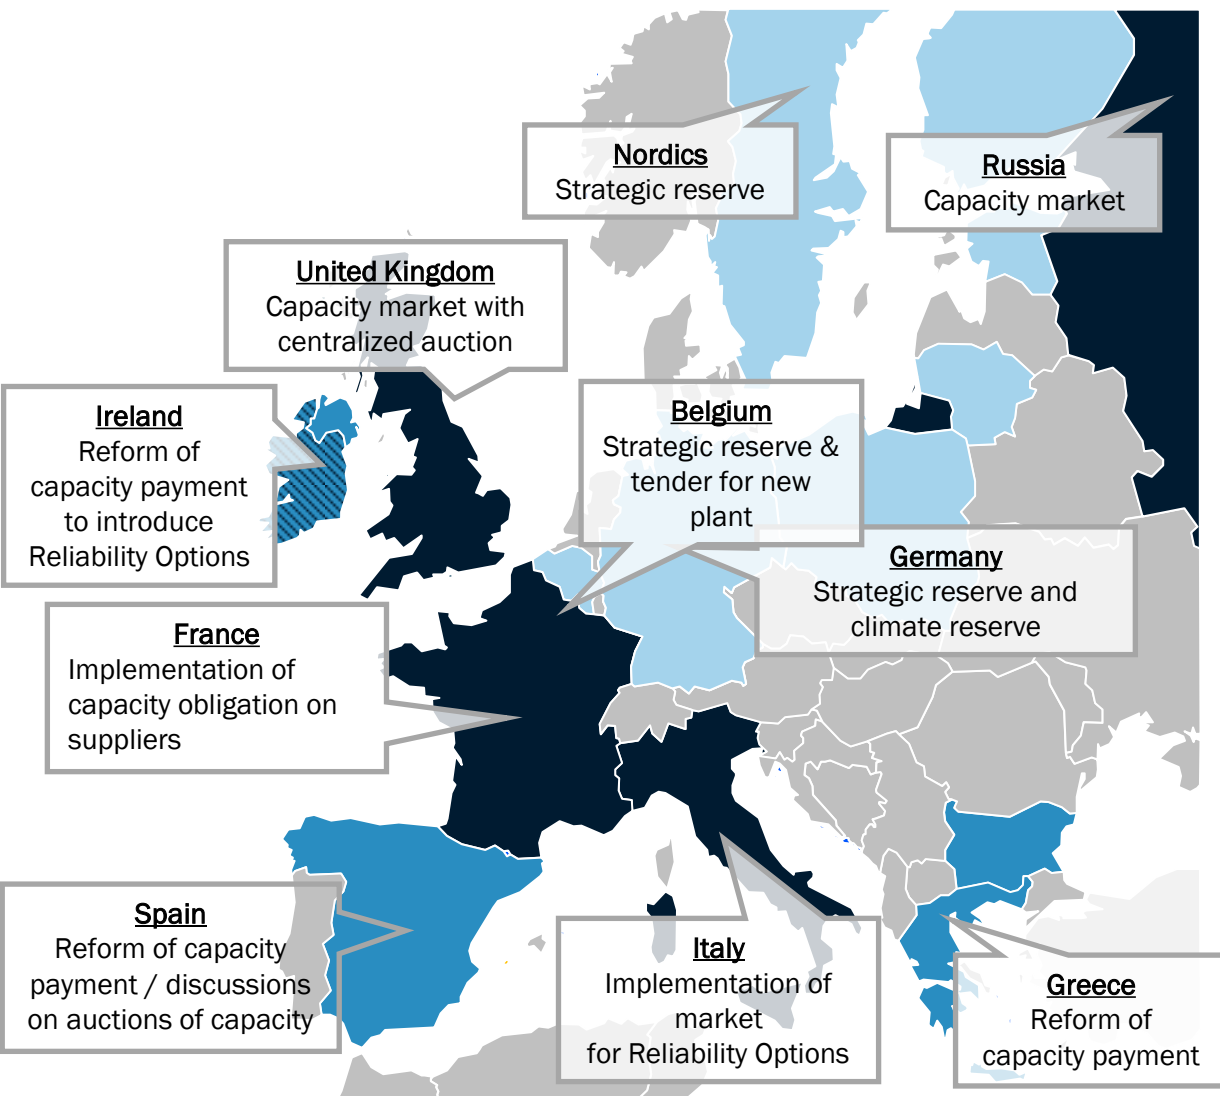 Nordics
Strategic reserve
Russia
Capacity market
United Kingdom
Capacity market with
centralized auction
Ireland
Reform of
capacity payment
to introduce
Reliability Options
Belgium
Strategic reserve &
tender for new
plant
Germany
Strategic reserve and
climate reserve
France
Implementation of
capacity obligation on
suppliers
Spain
Reform of capacity
payment / discussions
on auctions of capacity
Italy
Implementation of
market
for Reliability Options
Greece
Reform of
capacity payment